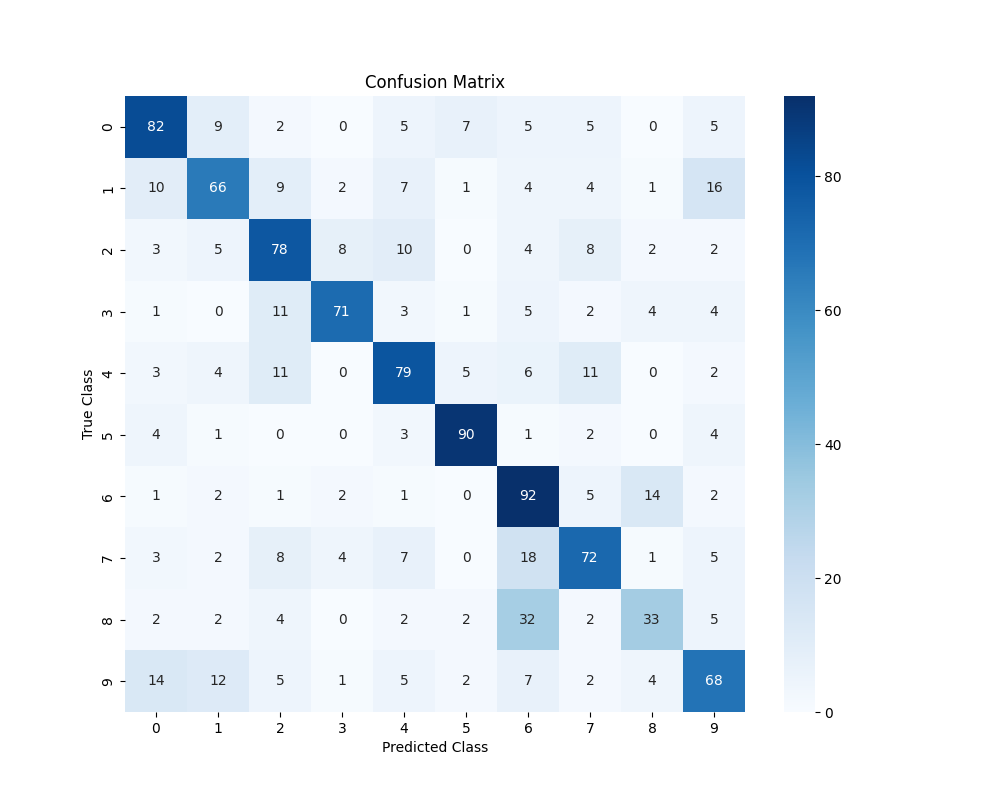 Confusion Matrix
0 82 9 2 0 5 7 5 5 0 5
1 10 66 9 2 7 1 4 4 1 16
2 3 5 78 8 10 0 4 8 2 2
3 1 0 11 71 3 1 5 2 4 4
4 3 4 11 0 79 5 6 11 0 2
5 4 1 0 0 3 90 1 2 0 4
6 1 2 1 2 1 0 92 5 14 2
7 3 2 8 4 7 0 18 72 1 5
8 2 2 4 0 2 2 32 2 33 5
9 14 12 5 1 5 2 7 2 4 68
0 1 2 3 4 5 6 7 8 9
Predicted Class
True Class
80
60
40
20
0